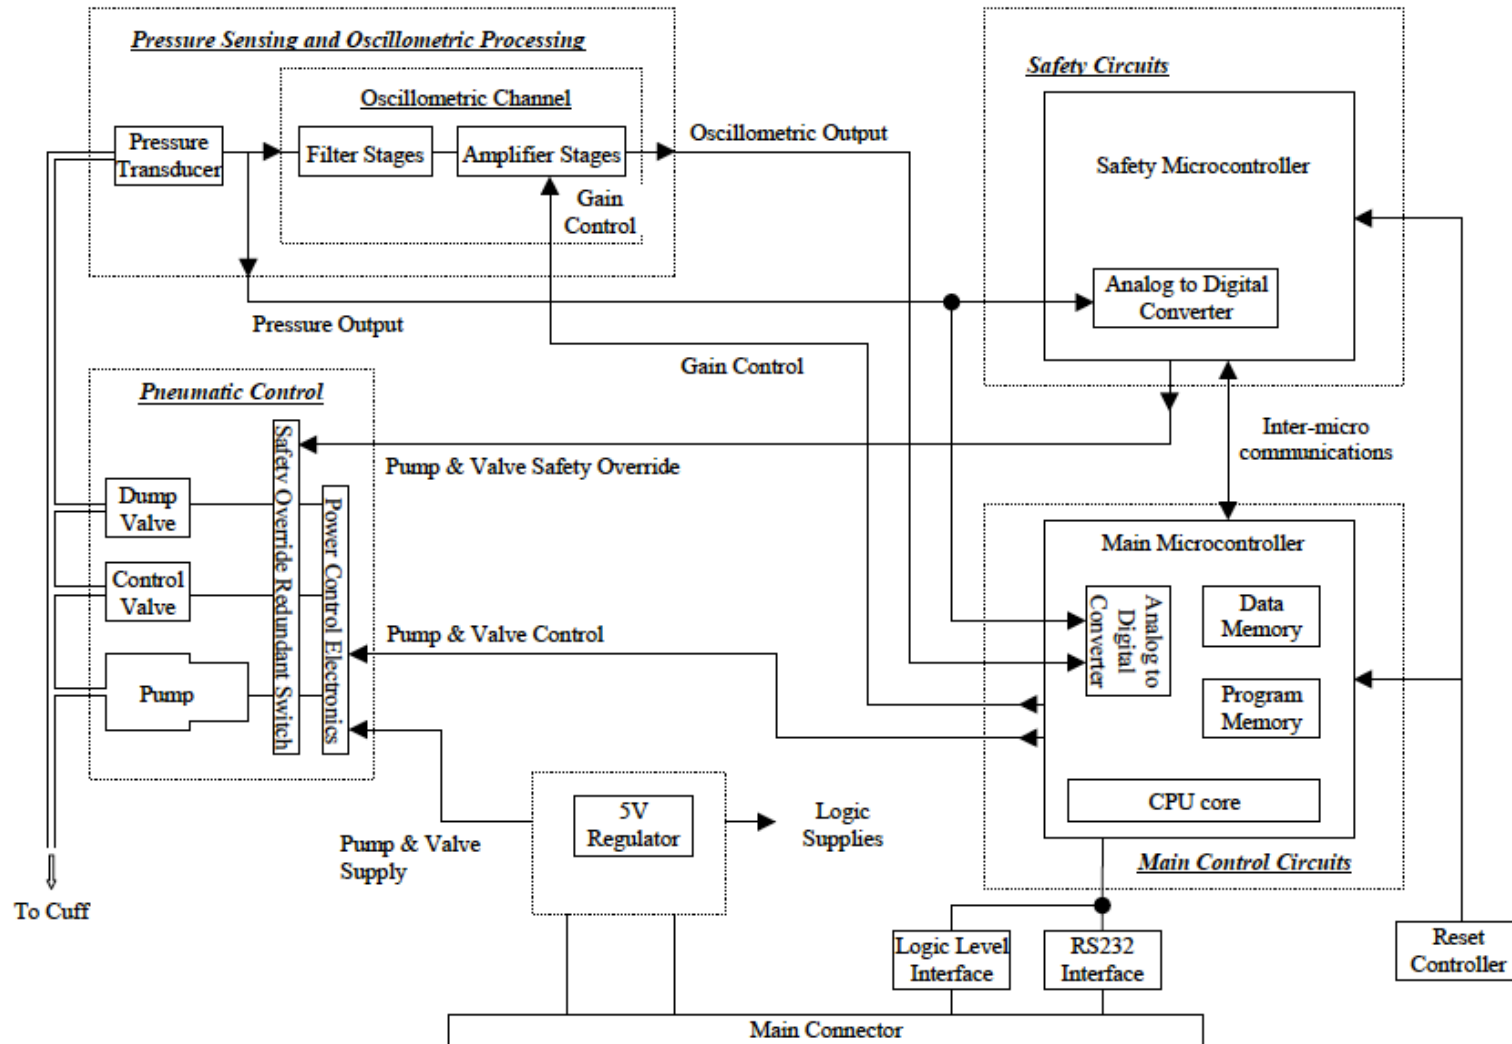 Pressure Sensing and Oscillometric Processing
Oscillometric Channel
Pressure
Transducer
Filter Stages
Amplifier Stages
Gain
Control
Oscillometric Output
Pressure Output
Gain Control
Safety Circuits
Safety Microcontroller
Analog to Digital
Converter
Inter-micro
communications
Pneumatic Control
Safety Override Redundant Switch
Power Control Electronics
Dump
Valve
Control
Valve
Pump
Pump & Valve Safety Override
Pump & Valve Control
Pump & Valve
Supply
5V
Regulator
Logic
Supplies
Main Microcontroller
Analog to
Digital
Converter
Data
Memory
Program
Memory
CPU core
Main Control Circuits
To Cuff
Logic Level
Interface
RS232
Interface
Reset
Controller
Main Connector